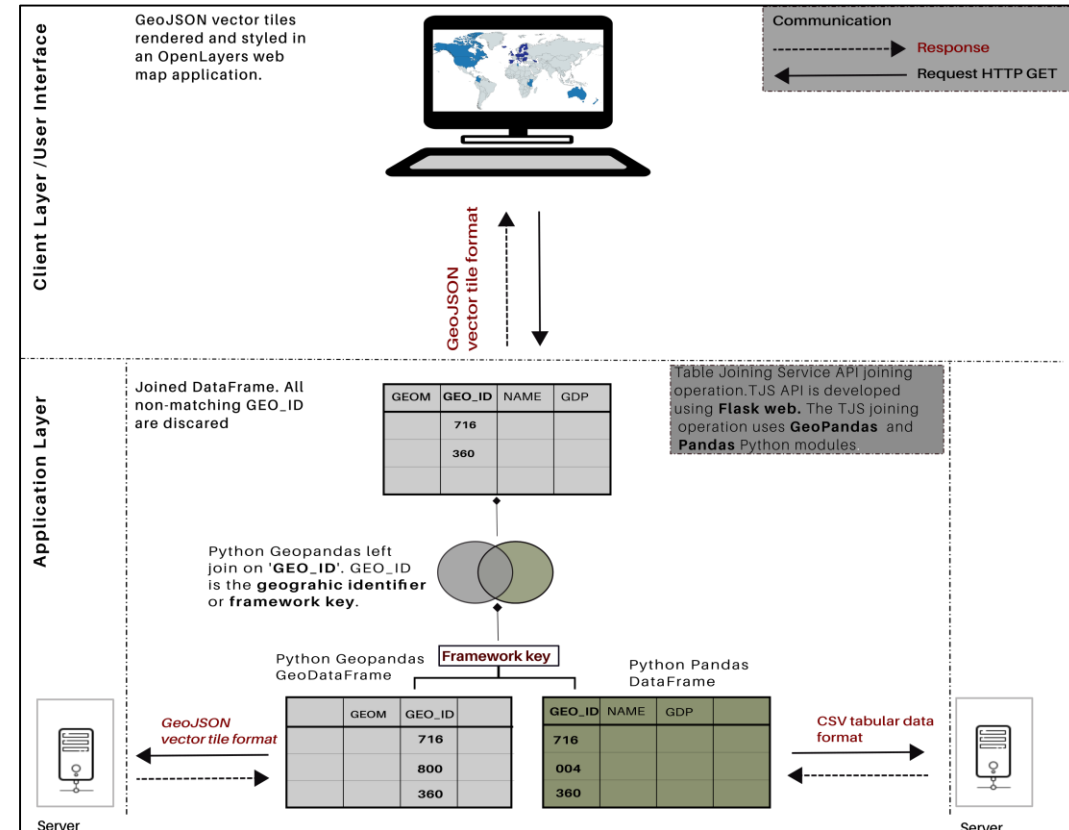 GeoJSON vector tiles
rendered and styled in
an OpenLayers web
map application.
Communication
Response
Request HTTP GET
Client Layer /User Interface
GeoJSON
vector tile format
Application Layer
Joined DataFrame. All
non-matching GEO_ID
are discared
GEOM GEO_ID NAME GDP
716
360
Table Joining Service API joining
operation.TJS API is developed
using Flask web. The TJS joining
operation uses GeoPandas and
Pandas Python modules
Python Geopandas left
join on 'GEO_ID'. GEO_ID
is the geograhic identifier
or framework key.
Framework key
Python Geopandas
GeoDataFrame
Python Pandas
DataFrame
GEOM GEO_ID
716
800
360
GEO_ID NAME GDP
716
004
360
GeoJSON
vector tile format
CSV tabular data
format
Server
Server